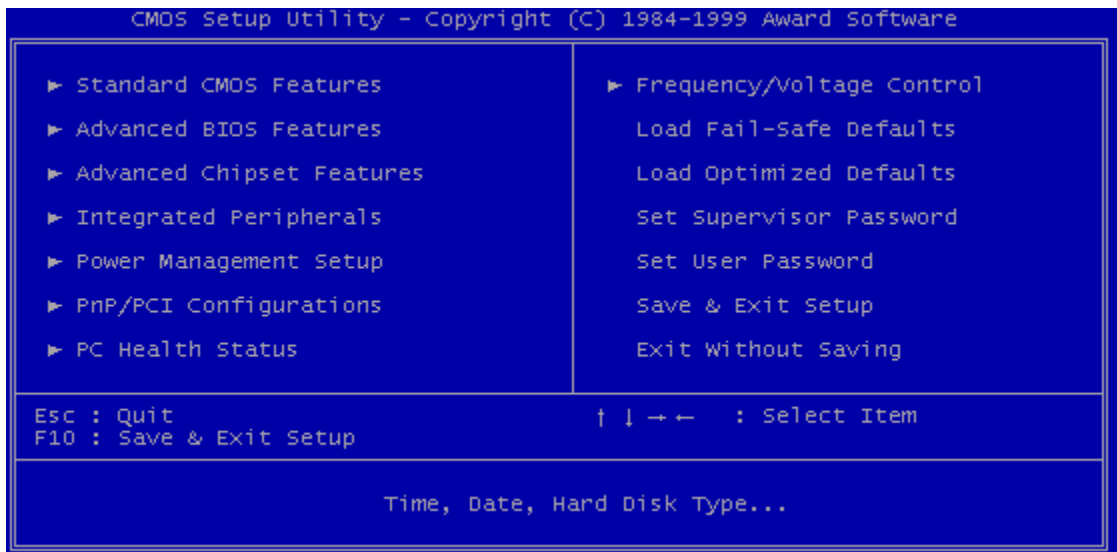 CMOS Setup Utility - Copyright (C) 1984-1999 Award Software
► Standard CMOS Features
► Advanced BIOS Features
► Advanced Chipset Features
► Integrated Peripherals
► Power Management Setup
► PnP/PCI Configurations
► PC Health Status
► Frequency/Voltage Control
Load Fail-Safe Defaults
Load Optimized Defaults
Set Supervisor Password
Set User Password
Save & Exit Setup
Exit Without Saving
Esc : Quit
F10 : Save & Exit Setup
↑ ↓ → ← : Select Item
Time, Date, Hard Disk Type...